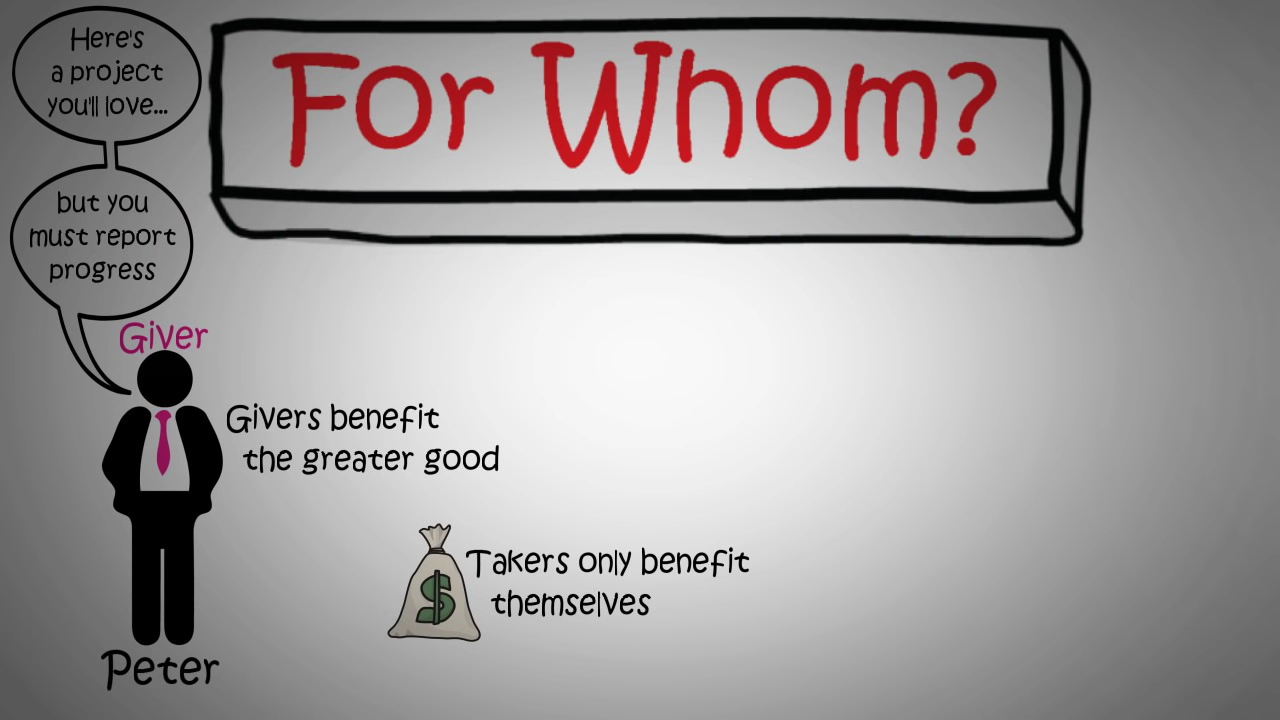 Here's
a project
you'll love...
For Whom?
but you
must report
progress
Giver
Givers benefit
the greater good
$
Takers only benefit
themselves
Peter